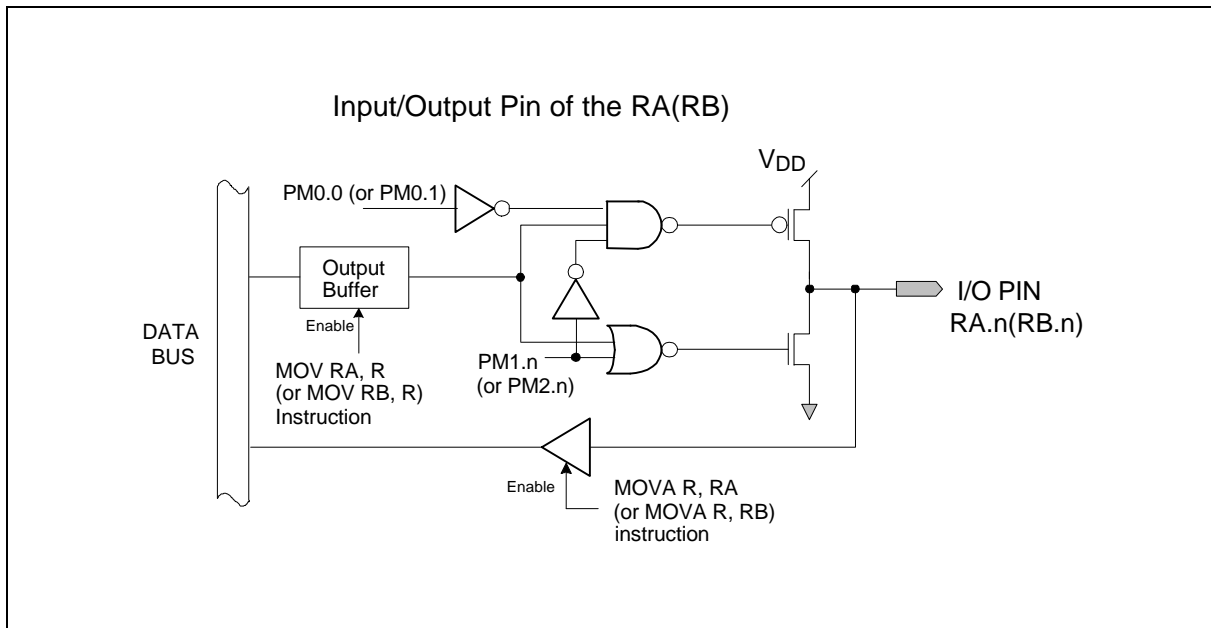 Input/Output Pin of the RA(RB)
VDD
PM0.0 (or PM0.1)
Output
Buffer
Enable
I/O PIN
RA.n(RB.n)
DATA
BUS
MOV RA, R
(or MOV RB, R)
Instruction
PM1.n
(or PM2.n)
Enable
MOVA R, RA
(or MOVA R, RB)
instruction